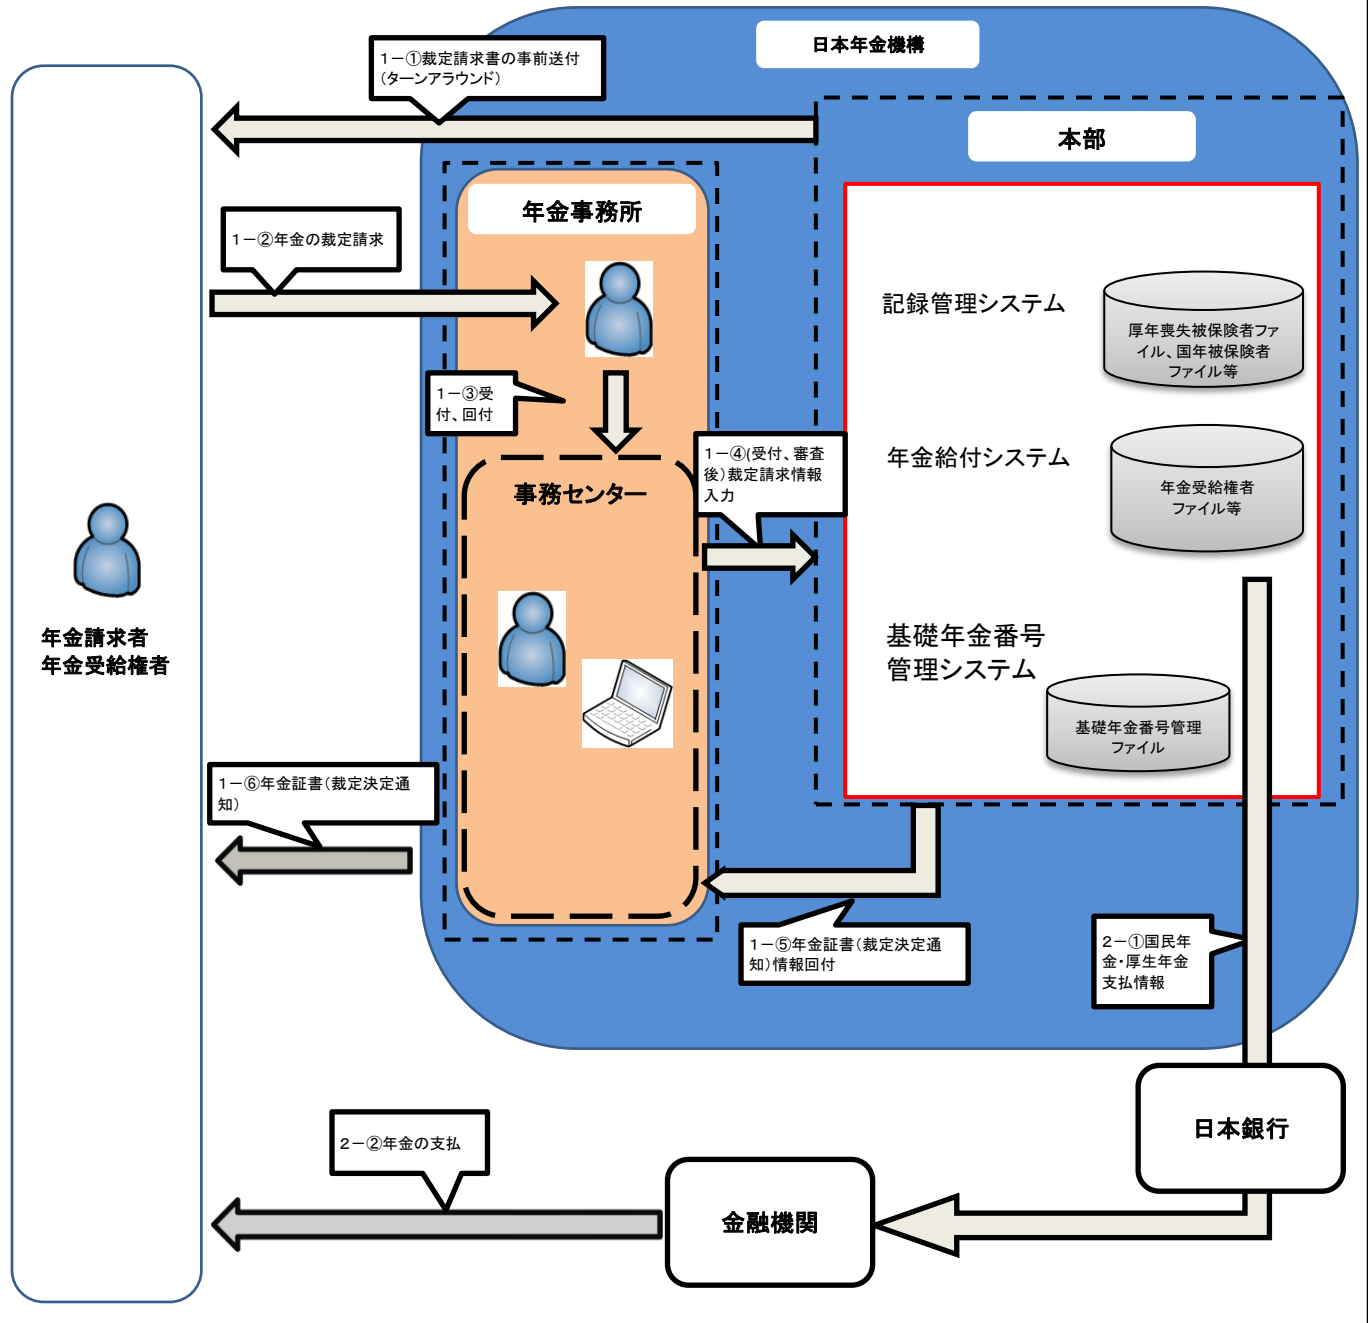 日本年金機構
1－①裁定請求書の事前送付
(ターンアラウンド)
本部
年金事務所
1－②年金の裁定請求
記録管理システム
厚年喪失被保険者ファ
イル、国年被保険者
ファイル等
1－③受
付、回付
1－④(受付、審査
後)裁定請求情報
入力
年金給付システム
年金受給権者
ファイル等
事務センター
年金請求者
年金受給権者
基礎年金番号
管理システム
基礎年金番号管理
ファイル
1－⑥年金証書(裁定決定通
知)
1－⑤年金証書(裁定決定通
知)情報回付
2－①国民年
金・厚生年金
支払情報
日本銀行
2－②年金の支払
金融機関